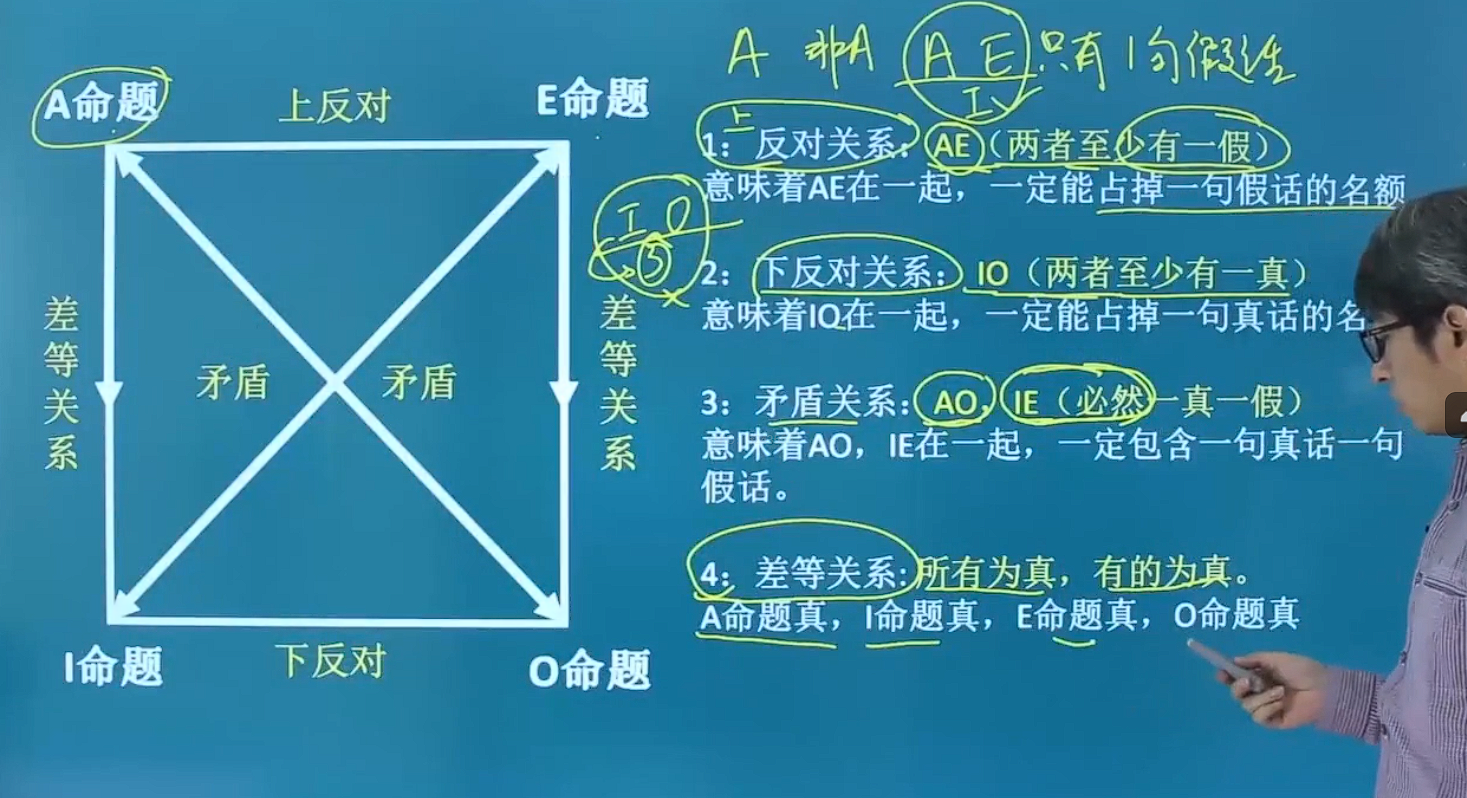 A 非A A E 只有1句假话
I
A命题
上反对
E命题
上
1：反对关系：AE（两者至少有一假）
意味着AE在一起，一定能占掉一句假话的名额
I O
2：下反对关系：IO（两者至少有一真）
意味着IO在一起，一定能占掉一句真话的名
差等关系
矛盾
矛盾
差等关系
3：矛盾关系：AO，IE（必然一真一假）
意味着AO，IE在一起，一定包含一句真话一句
假话。
4：差等关系:所有为真，有的为真。
A命题真，I命题真，E命题真，O命题真
I命题
下反对
O命题